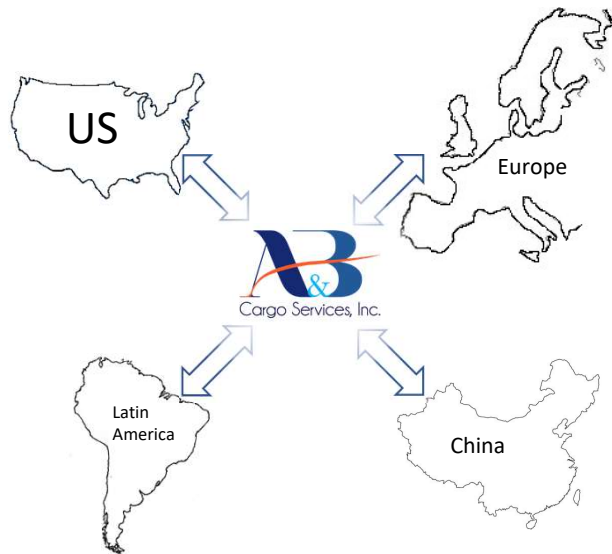 US
Europe
A&B
Cargo Services, Inc.
Latin
America
China